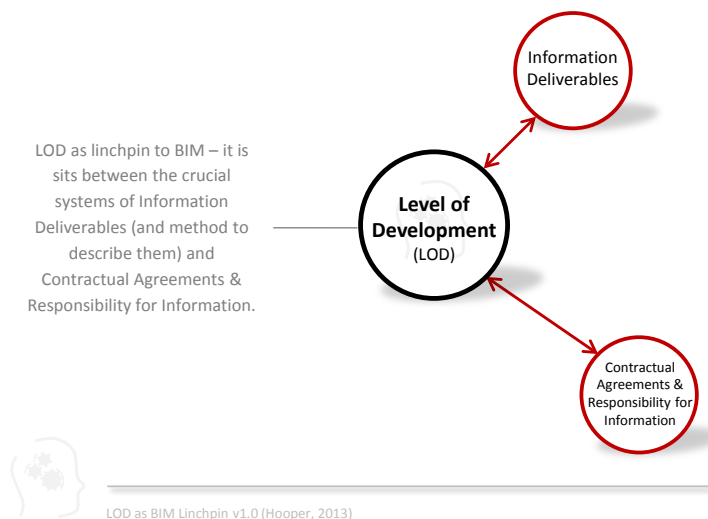 Information
Deliverables
LOD as linchpin to BIM – it is
sits between the crucial
systems of Information
Deliverables (and method to
describe them) and
Contractual Agreements &
Responsibility for Information.
Level of
Development
(LOD)
Contractual
Agreements &
Responsibility for
Information
LOD as BIM Linchpin v1.0 (Hooper, 2013)